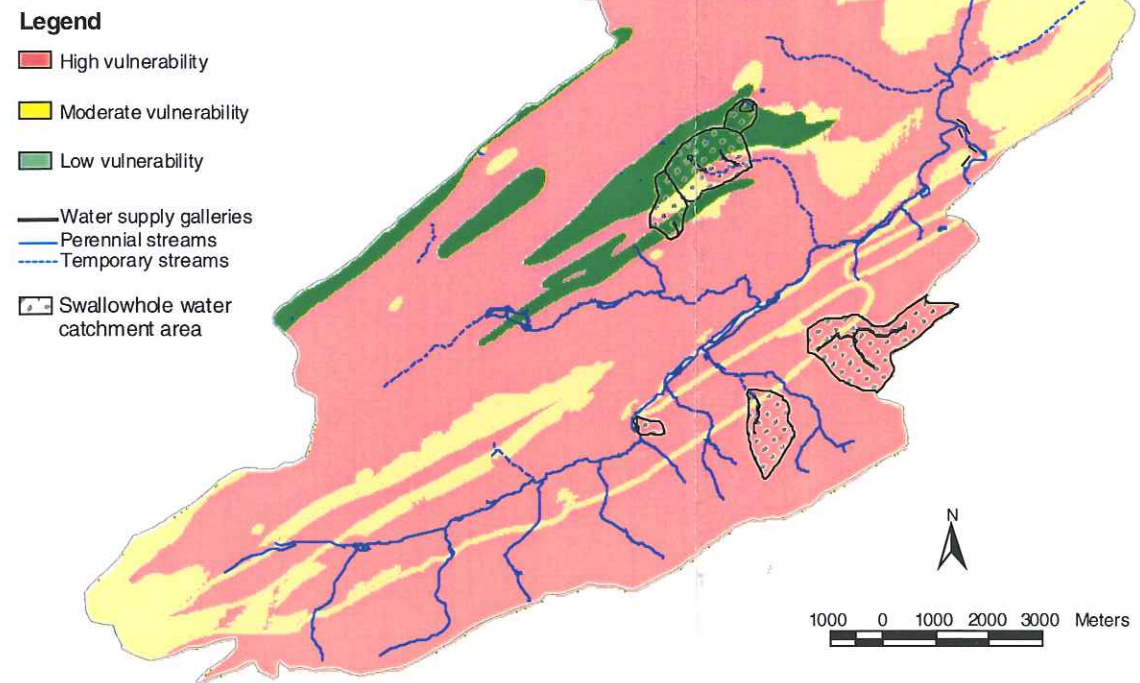 Legend
High vulnerability
Moderate vulnerability
Low vulnerability
Water supply galleries
Perennial streams
Temporary streams
Swallowhole water
catchment area
N
1000 0 1000 2000 3000 Meters